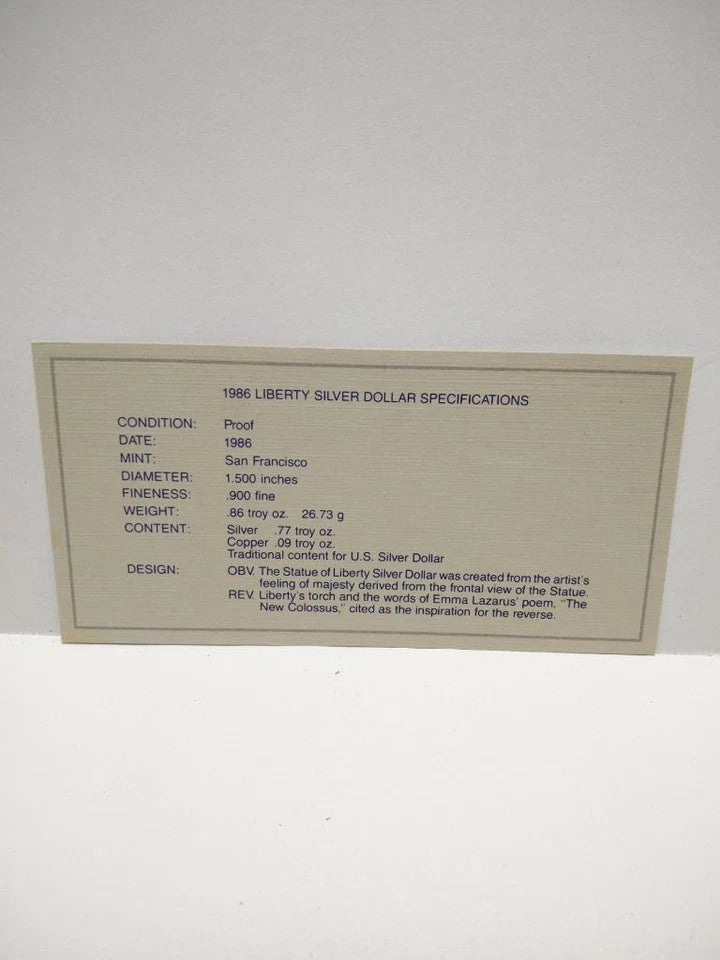 1986 LIBERTY SILVER DOLLAR SPECIFICATIONS
CONDITION: Proof
DATE: 1986
MINT: San Francisco
DIAMETER: 1.500 inches
FINENESS: .900 fine
WEIGHT: .86 troy oz. 26.73 g
CONTENT: Silver .77 troy oz.
Copper .09 troy oz.
Traditional content for U.S. Silver Dollar
DESIGN: OBV. The Statue of Liberty Silver Dollar was created from the artist's
feeling of majesty derived from the frontal view of the Statue.
REV. Liberty's torch and the words of Emma Lazarus' poem, "The
New Colossus," cited as the inspiration for the reverse.